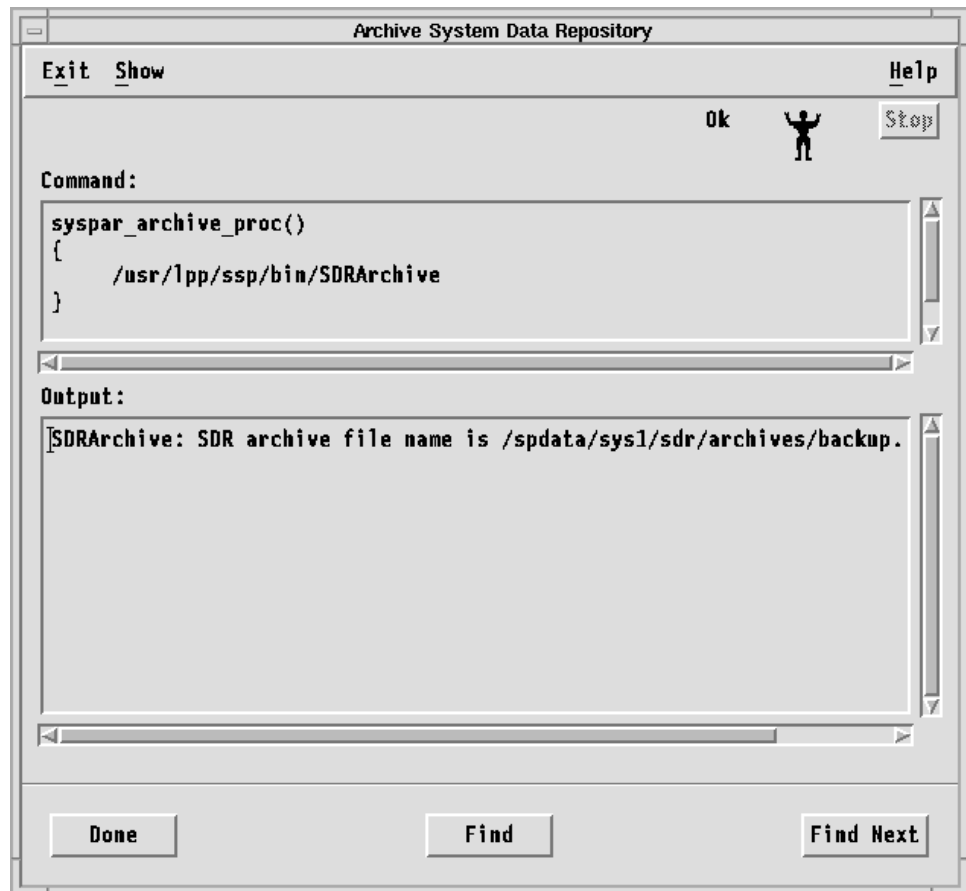 Archive System Data Repository
Exit Show Help
Ok Stop
Command:
syspar_archive_proc()
{
/usr/lpp/ssp/bin/SDRArchive
}
Output:
SDRArchive: SDR archive file name is /spdata/sys1/sdr/archives/backup.
Done Find Find Next